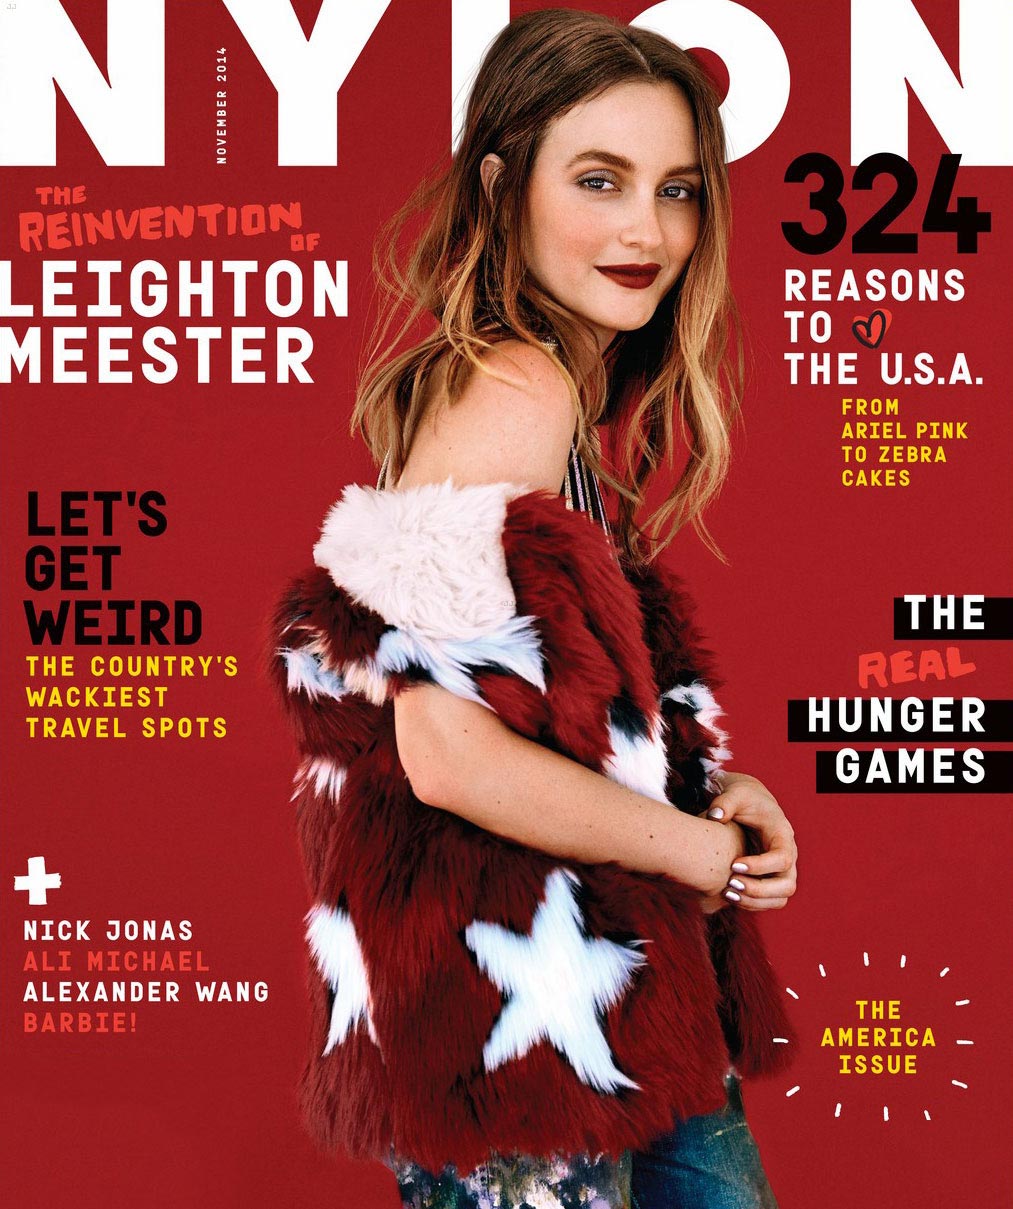 NYLON
NOVEMBER 2014
THE
REINVENTION
OF
LEIGHTON
MEESTER
324
REASONS
TO
THE U.S.A.
FROM
ARIEL PINK
TO ZEBRA
CAKES
LET'S
GET
WEIRD
THE COUNTRY'S
WACKIEST
TRAVEL SPOTS
THE
REAL
HUNGER
GAMES
+
NICK JONAS
ALI MICHAEL
ALEXANDER WANG
BARBIE!
THE
AMERICA
ISSUE